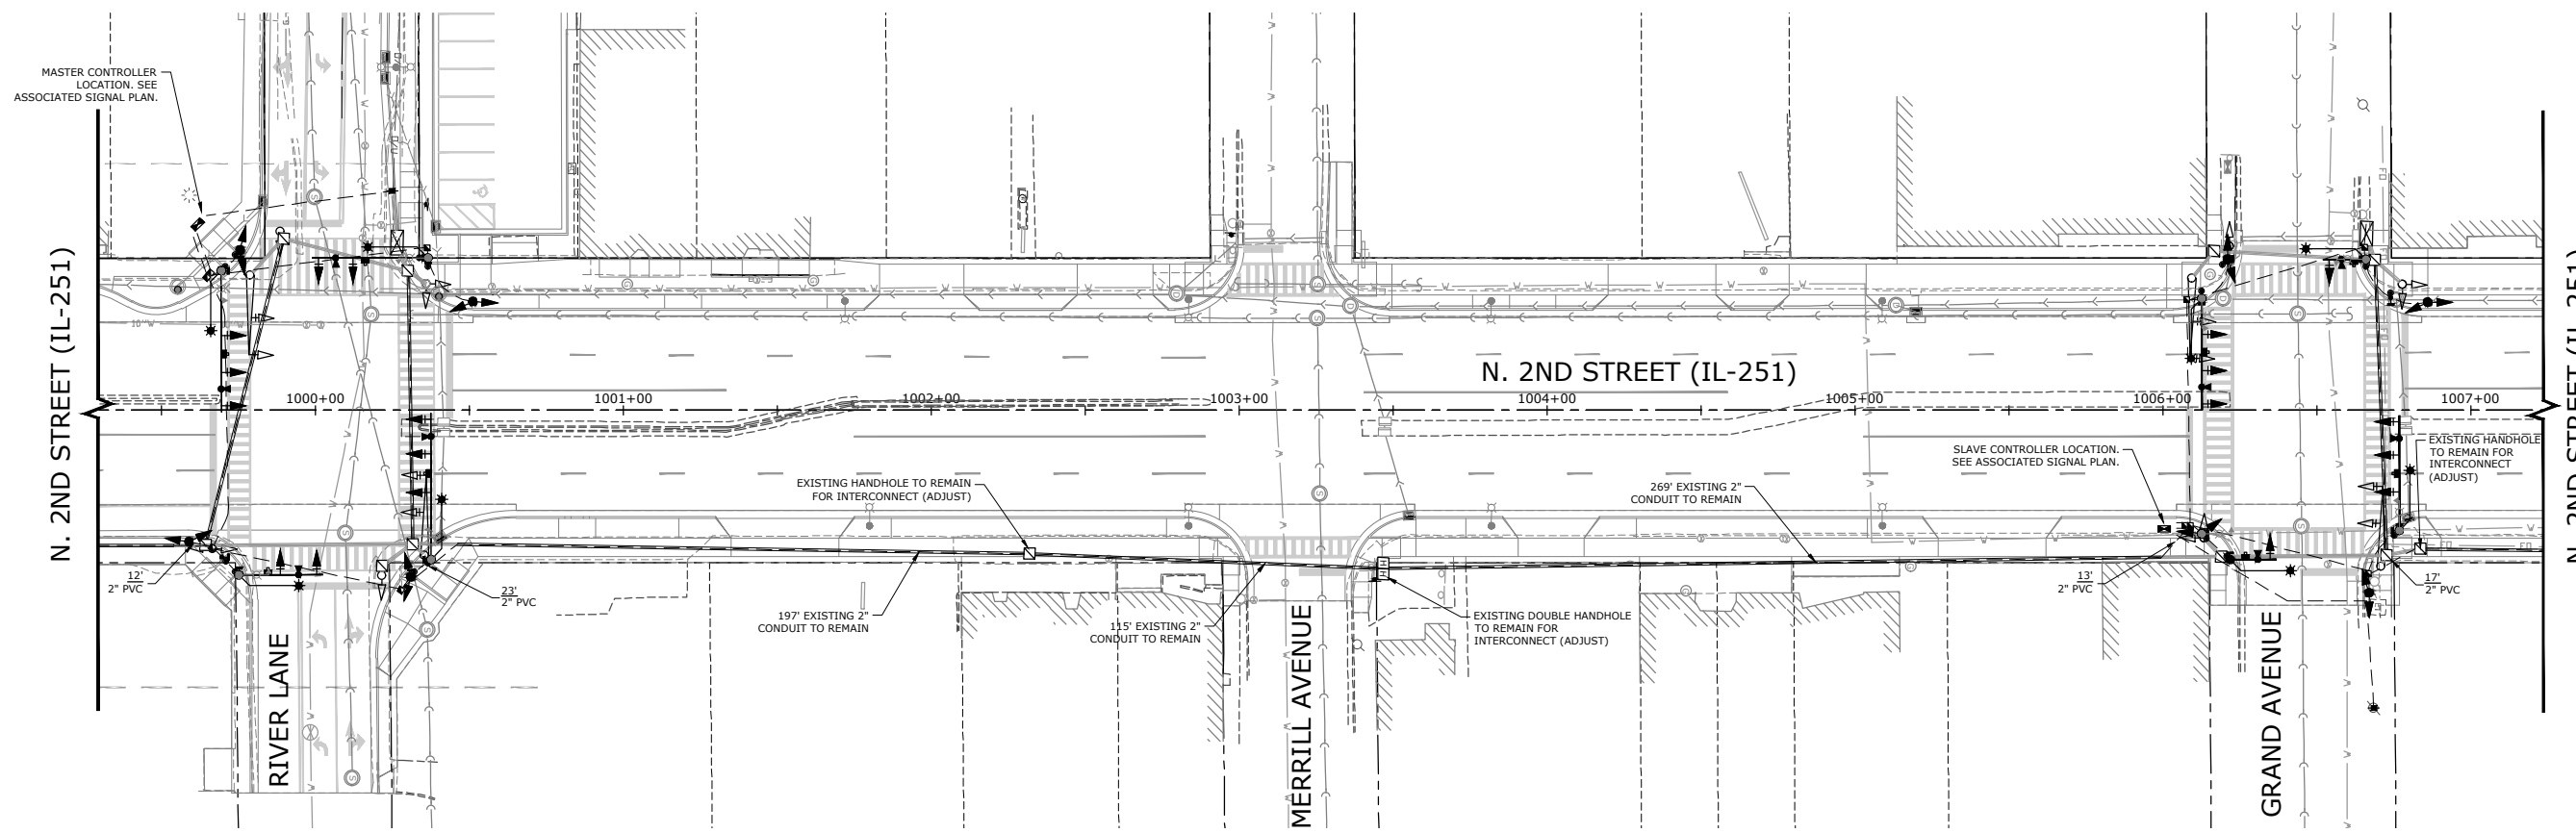 MASTER CONTROLLER
LOCATION. SEE
ASSOCIATED SIGNAL PLAN.
N. 2ND STREET (IL-251)
N. 2ND STREET (IL-251)
N. 2ND STREET (IL-251)
1000+00
1001+00
1002+00
1003+00
1004+00
1005+00
1006+00
1007+00
SLAVE CONTROLLER LOCATION.
SEE ASSOCIATED SIGNAL PLAN.
EXISTING HANDHOLE
TO REMAIN FOR
INTERCONNECT
(ADJUST)
EXISTING HANDHOLE TO REMAIN
FOR INTERCONNECT (ADJUST)
269' EXISTING 2"
CONDUIT TO REMAIN
12'
2" PVC
23'
2" PVC
197' EXISTING 2"
CONDUIT TO REMAIN
115' EXISTING 2"
CONDUIT TO REMAIN
HH
EXISTING DOUBLE HANDHOLE
TO REMAIN FOR
INTERCONNECT (ADJUST)
13'
2" PVC
17'
2" PVC
RIVER LANE
MERRILL AVENUE
GRAND AVENUE